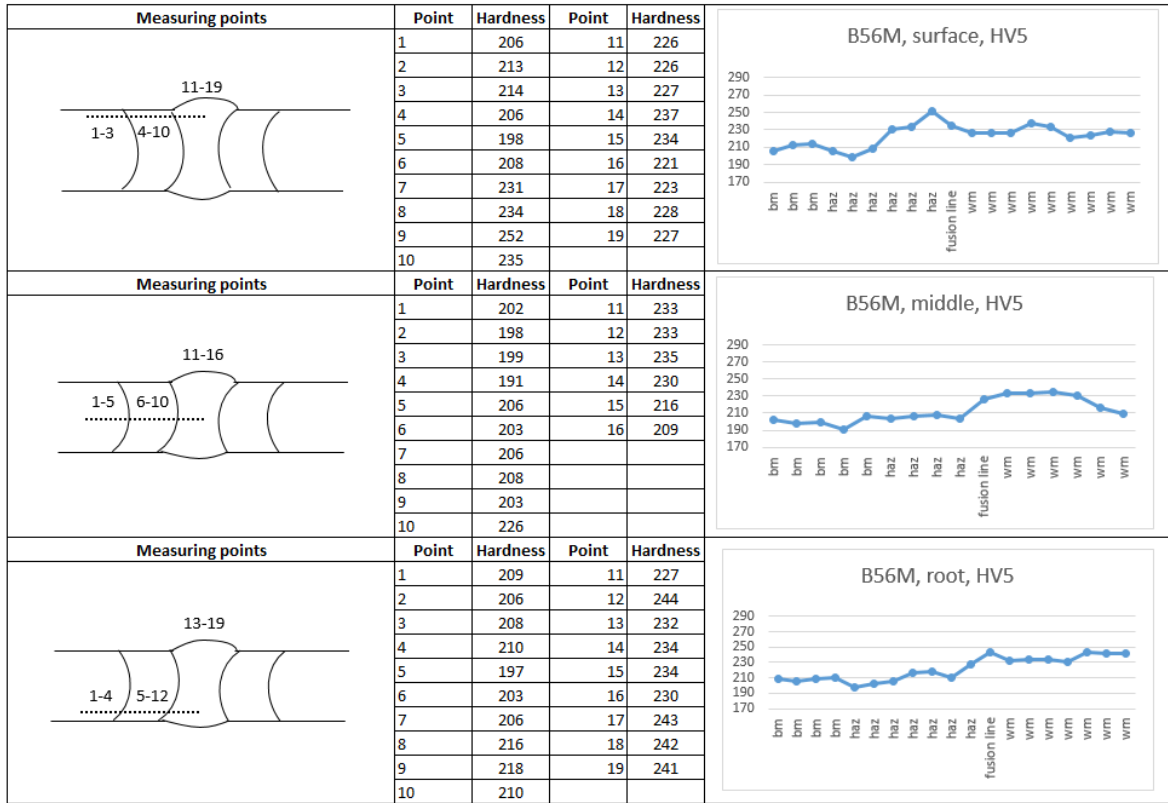 Measuring points Point Hardness Point Hardness
1 206 11 226
2 213 12 226
3 214 13 227
4 206 14 237
5 198 15 234
6 208 16 221
7 231 17 223
8 234 18 228
9 252 19 227
10 235
11-19
1-3 4-10
B56M, surface, HV5
290
270
250
230
210
190
170
bm bm bm haz haz haz haz haz haz fusion line wm wm wm wm wm wm wm wm wm
Measuring points Point Hardness Point Hardness
1 202 11 233
2 198 12 233
3 199 13 235
4 191 14 230
5 206 15 216
6 203 16 209
7 206
8 208
9 203
10 226
11-16
1-5 6-10
B56M, middle, HV5
290
270
250
230
210
190
170
bm bm bm bm bm haz haz haz haz fusion line wm wm wm wm wm wm
Measuring points Point Hardness Point Hardness
1 209 11 227
2 206 12 244
3 208 13 232
4 210 14 234
5 197 15 234
6 203 16 230
7 206 17 243
8 216 18 242
9 218 19 241
10 210
13-19
1-4 5-12
B56M, root, HV5
290
270
250
230
210
190
170
bm bm bm bm haz haz haz haz haz haz haz fusion line wm wm wm wm wm wm wm